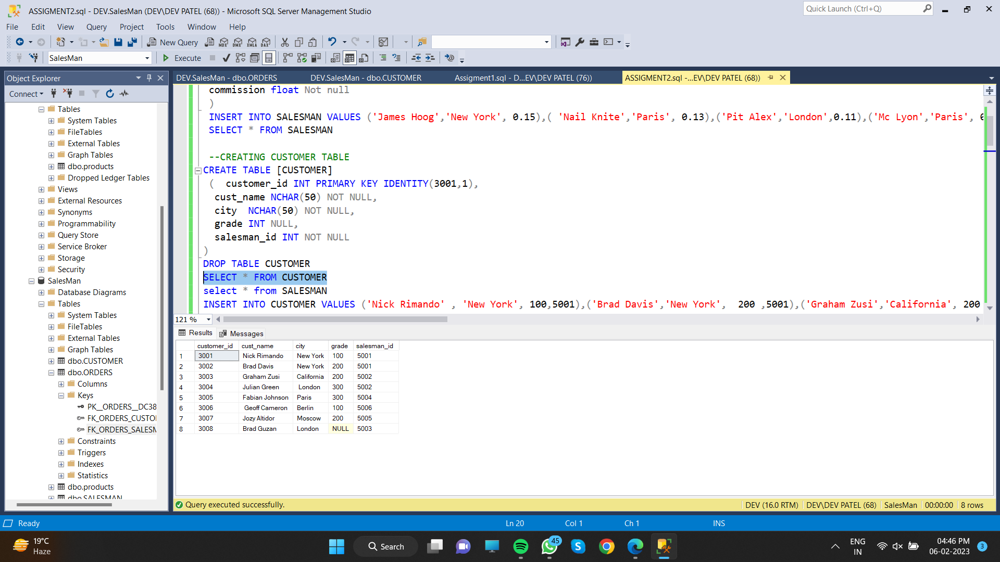 ASSIGMENT2.sql - DEV.SalesMan (DEV\DEV PATEL (68)) - Microsoft SQL Server Management Studio
Quick Launch (Ctrl+Q)
File Edit View Query Project Tools Window Help
New Query MDX DMX XMLA DAX
SalesMan Execute
Object Explorer
Connect
Tables
System Tables
FileTables
External Tables
Graph Tables
dbo.products
Dropped Ledger Tables
Views
External Resources
Synonyms
Programmability
Query Store
Service Broker
Storage
Security
SalesMan
Database Diagrams
Tables
System Tables
FileTables
External Tables
Graph Tables
dbo.CUSTOMER
dbo.ORDERS
Columns
Keys
PK__ORDERS__DC38
FK_ORDERS_CUSTO
FK_ORDERS_SALESM
Constraints
Triggers
Indexes
Statistics
dbo.products
dbo.SALESMAN
DEV.SalesMan - dbo.ORDERS DEV.SalesMan - dbo.CUSTOMER Assigment1.sql - D...EV\DEV PATEL (76)) ASSIGMENT2.sql -...EV\DEV PATEL (68))
commission float Not null
)
INSERT INTO SALESMAN VALUES ('James Hoog','New York', 0.15),( 'Nail Knite','Paris', 0.13),('Pit Alex','London',0.11),('Mc Lyon','Paris', 0
SELECT * FROM SALESMAN
--CREATING CUSTOMER TABLE
CREATE TABLE [CUSTOMER]
( customer_id INT PRIMARY KEY IDENTITY(3001,1),
cust_name NCHAR(50) NOT NULL,
city NCHAR(50) NOT NULL,
grade INT NULL,
salesman_id INT NOT NULL
)
DROP TABLE CUSTOMER
SELECT * FROM CUSTOMER
select * from SALESMAN
INSERT INTO CUSTOMER VALUES ('Nick Rimando' , 'New York', 100,5001),('Brad Davis','New York', 200 ,5001),('Graham Zusi','California', 200
121 %
Results Messages
customer_id cust_name city grade salesman_id
1 3001 Nick Rimando New York 100 5001
2 3002 Brad Davis New York 200 5001
3 3003 Graham Zusi California 200 5002
4 3004 Julian Green London 300 5002
5 3005 Fabian Johnson Paris 300 5004
6 3006 Geoff Cameron Berlin 100 5006
7 3007 Jozy Altidor Moscow 200 5005
8 3008 Brad Guzan London NULL 5003
Query executed successfully. DEV (16.0 RTM) DEV\DEV PATEL (68) SalesMan 00:00:00 8 rows
Ready Ln 20 Col 1 Ch 1 INS
19°C
Haze
Search
45
ENG
IN
04:46 PM
06-02-2023
3